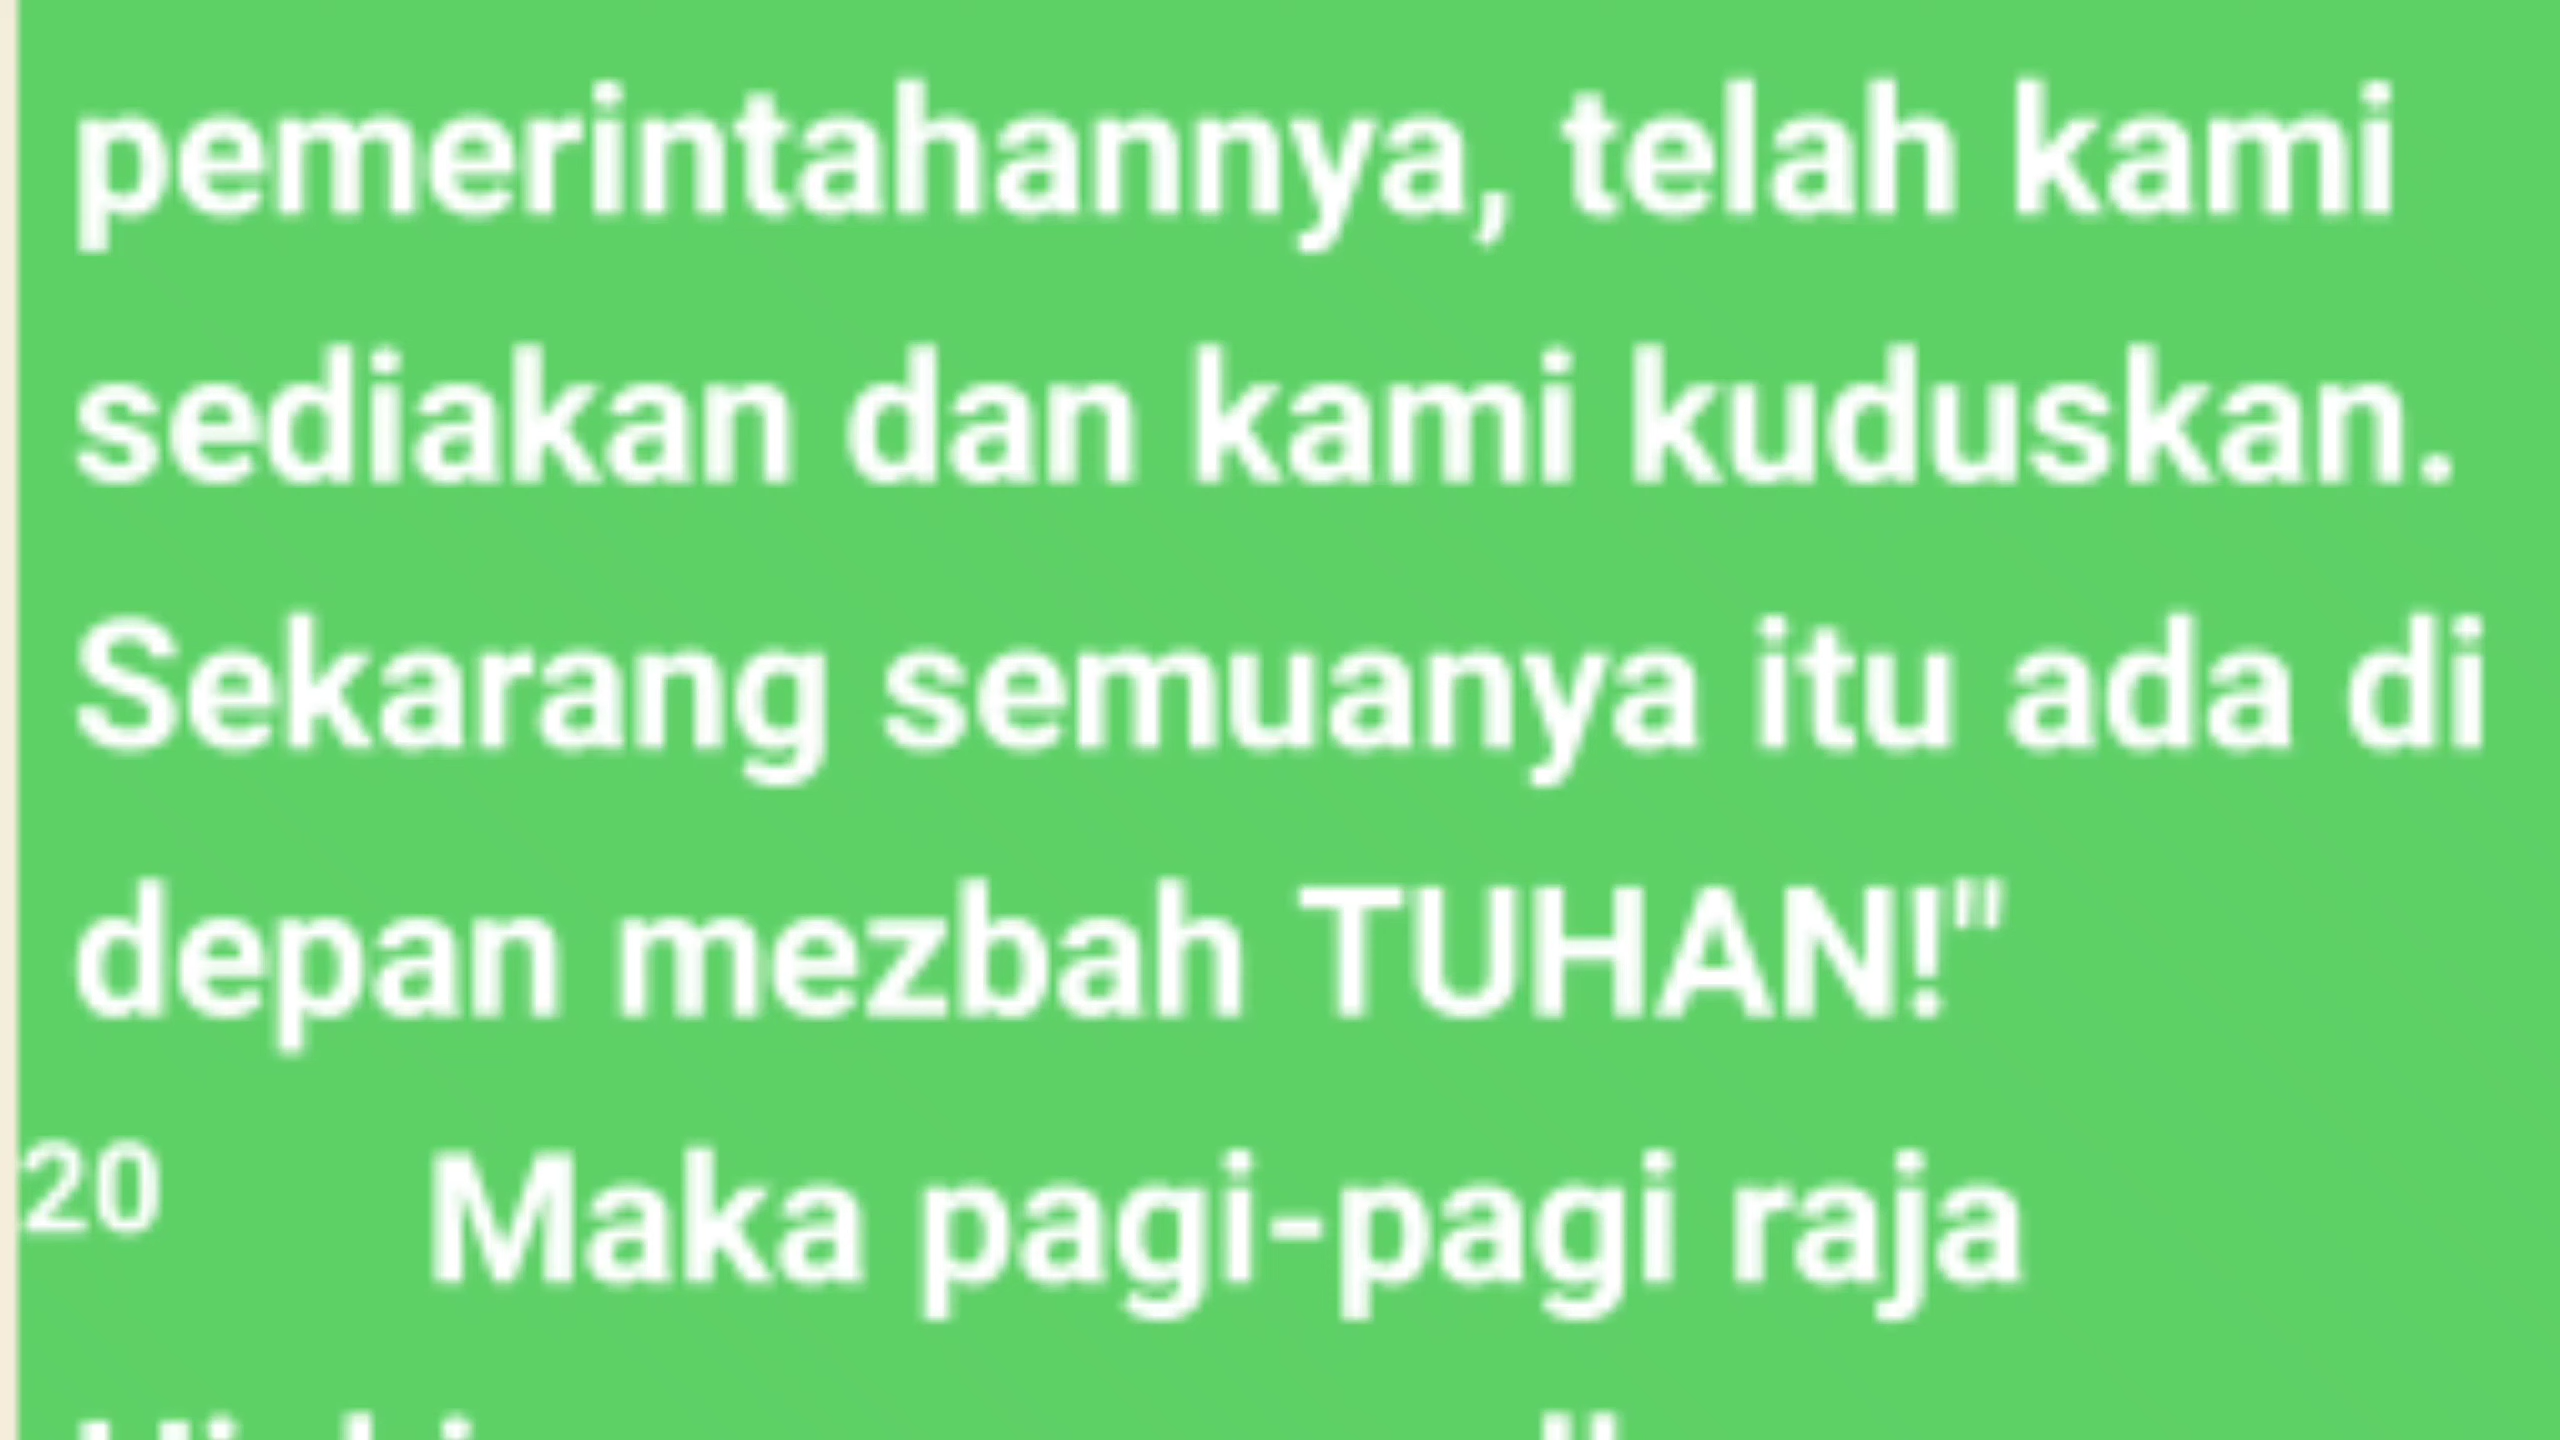 pemerintahannya, telah kami
sediakan dan kami kuduskan.
Sekarang semuanya itu ada di
depan mezbah TUHAN!"
20 Maka pagi-pagi raja